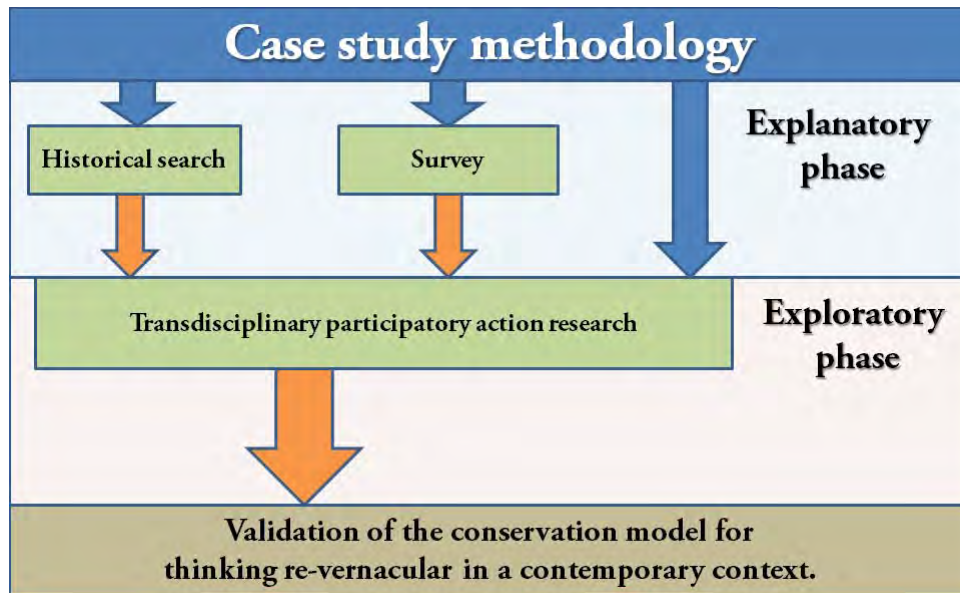 Case study methodology
Explanatory
phase
Historical search
Survey
Transdisciplinary participatory action research
Exploratory
phase
Validation of the conservation model for
thinking re-vernacular in a contemporary context.